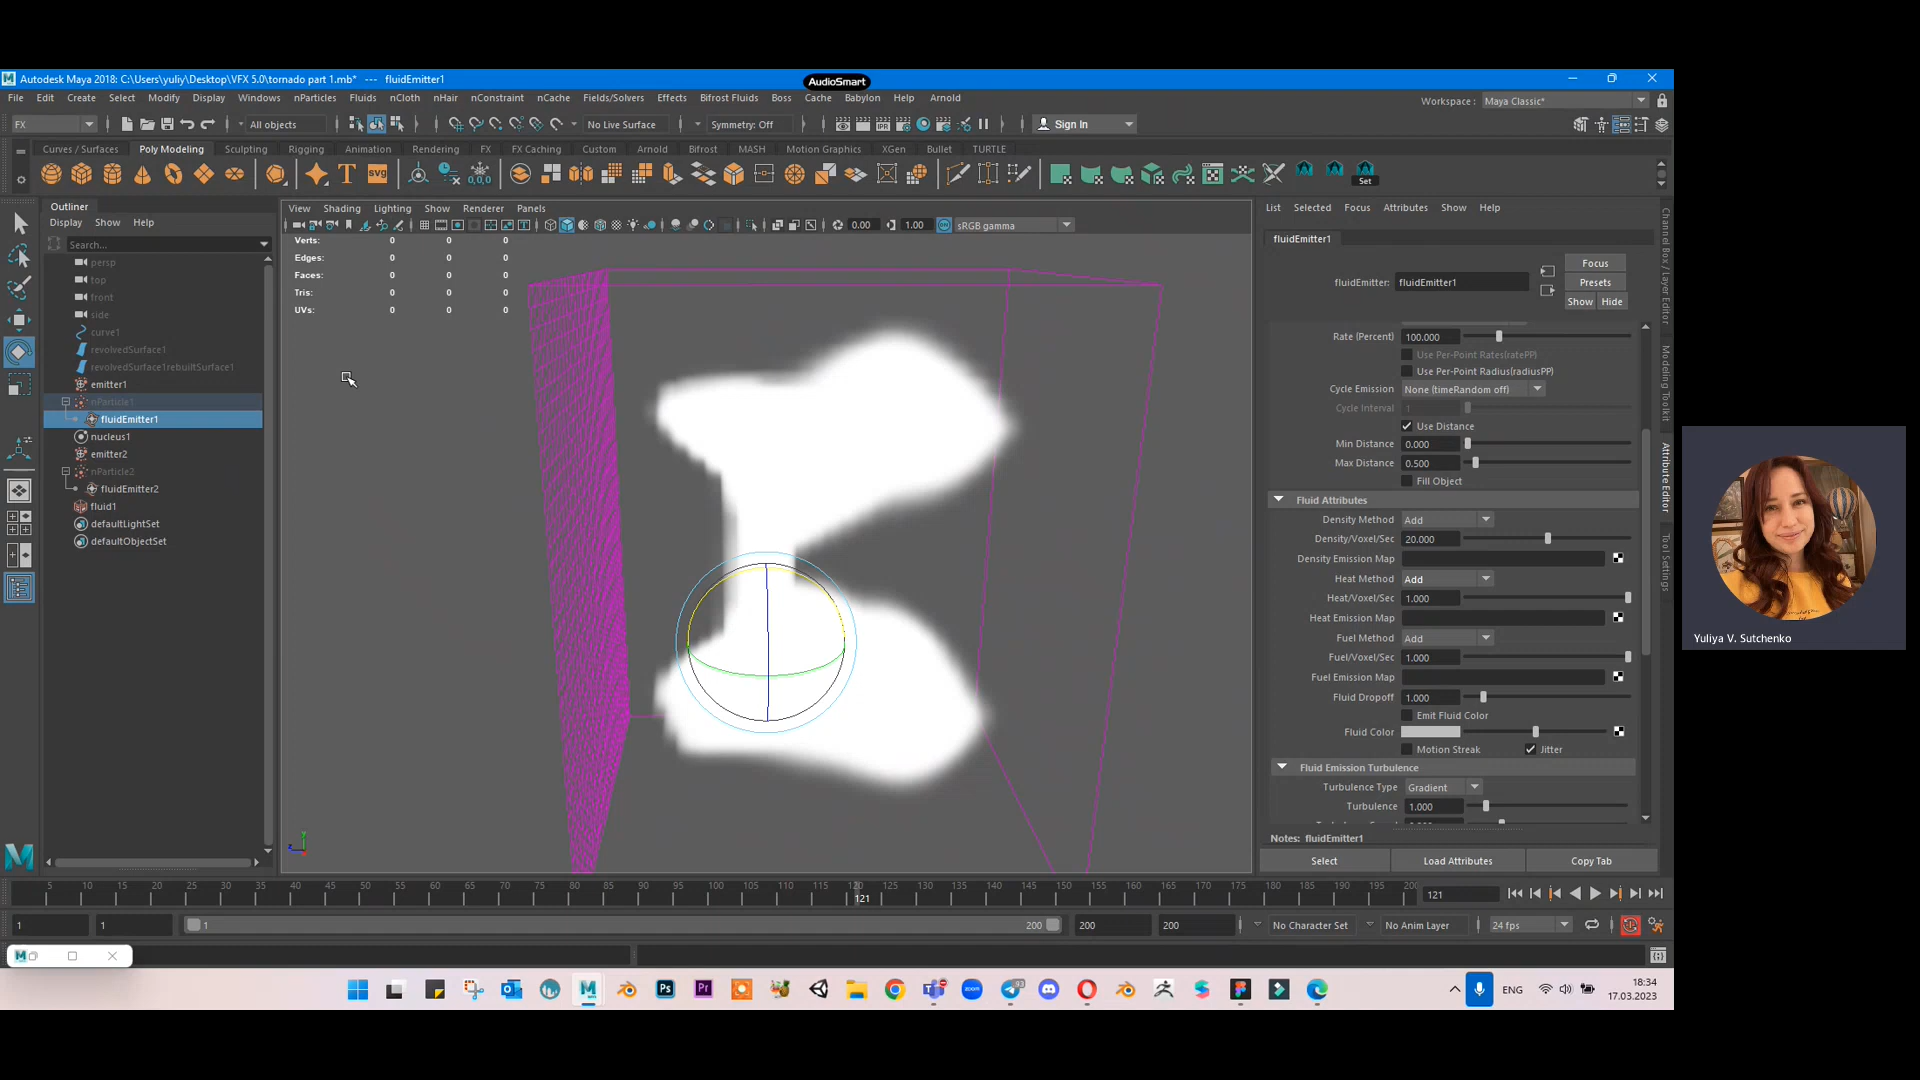 Autodesk Maya 2018: C:\Users\yuliy\Desktop\VFX 5.0\tornado part 1.mb* --- fluidEmitter1
AudioSmart
File Edit Create Select Modify Display Windows nParticles Fluids nCloth nHair nConstraint nCache Fields/Solvers Effects Bifrost Fluids Boss Cache Babylon Help Arnold
Workspace : Maya Classic*
FX All objects No Live Surface Symmetry: Off Sign In
Curves / Surfaces Poly Modeling Sculpting Rigging Animation Rendering FX FX Caching Custom Arnold Bifrost MASH Motion Graphics XGen Bullet TURTLE
T SVG 0,0,0 Set
Outliner
Display Show Help
Search...
persp
top
front
side
curve1
revolvedSurface1
revolvedSurface1rebuiltSurface1
emitter1
nParticle1
fluidEmitter1
nucleus1
emitter2
nParticle2
fluidEmitter2
fluid1
defaultLightSet
defaultObjectSet
View Shading Lighting Show Renderer Panels
0.00 1.00 sRGB gamma
Verts: 0 0 0
Edges: 0 0 0
Faces: 0 0 0
Tris: 0 0 0
UVs: 0 0 0
List Selected Focus Attributes Show Help
fluidEmitter1
fluidEmitter: fluidEmitter1
Focus
Presets
Show Hide
Rate (Percent) 100.000
Use Per-Point Rates(ratePP)
Use Per-Point Radius(radiusPP)
Cycle Emission None (timeRandom off)
Cycle Interval 1
Use Distance
Min Distance 0.000
Max Distance 0.500
Fill Object
Fluid Attributes
Density Method Add
Density/Voxel/Sec 20.000
Density Emission Map
Heat Method Add
Heat/Voxel/Sec 1.000
Heat Emission Map
Fuel Method Add
Fuel/Voxel/Sec 1.000
Fuel Emission Map
Fluid Dropoff 1.000
Emit Fluid Color
Fluid Color
Motion Streak Jitter
Fluid Emission Turbulence
Turbulence Type Gradient
Turbulence 1.000
Notes: fluidEmitter1
Select Load Attributes Copy Tab
Channel Box / Layer Editor
Modeling Toolkit
Attribute Editor
Tool Settings
5 10 15 20 25 30 35 40 45 50 55 60 65 70 75 80 85 90 95 100 105 110 115 120 125 130 135 140 145 150 155 160 165 170 175 180 185 190 195 200
121
121
1 1 1 200 200 200 No Character Set No Anim Layer 24 fps
ENG
18:34
17.03.2023
Yuliya V. Sutchenko